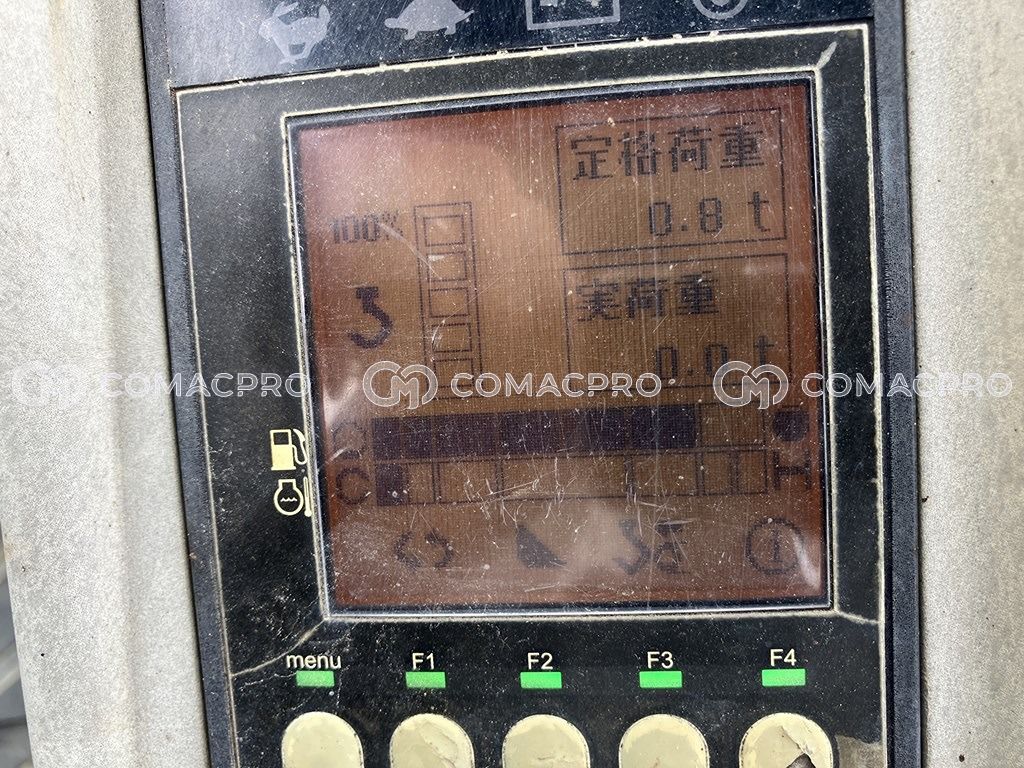 定格荷重
0.8 t
100%
実荷重
0.0 t
COMACPRO COMACPRO COMACPRO
E F
C H
menu F1 F2 F3 F4